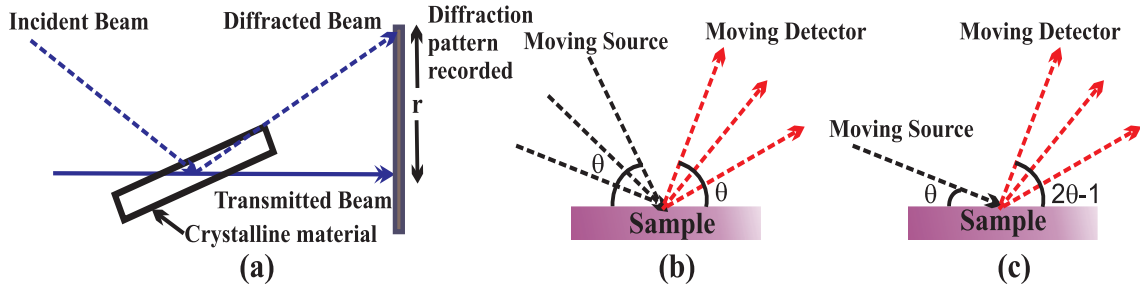 Incident Beam
Diffracted Beam
Diffraction
pattern
recorded
r
Transmitted Beam
Crystalline material
(a)
Moving Source
Moving Detector
θ
θ
Sample
(b)
Moving Detector
Moving Source
θ
2θ-1
Sample
(c)